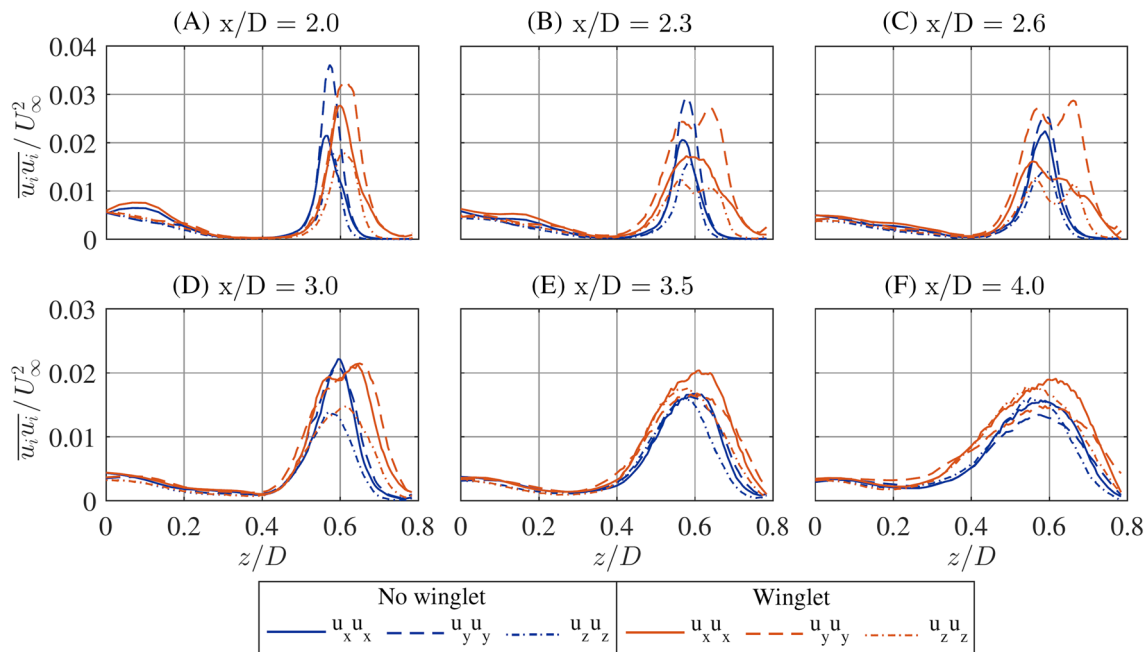 (A) x/D = 2.0 (B) x/D = 2.3 (C) x/D = 2.6
0.04
0.03
0.02
0.01
0
$\overline{u_i u_i} / U_\infty^2$
(D) x/D = 3.0 (E) x/D = 3.5 (F) x/D = 4.0
0.03
0.02
0.01
0
$\overline{u_i u_i} / U_\infty^2$
0 0.2 0.4 0.6 0.8 0 0.2 0.4 0.6 0.8 0 0.2 0.4 0.6 0.8
z/D z/D z/D
No winglet Winglet
u_x u_x u_y u_y u_z u_z u_x u_x u_y u_y u_z u_z